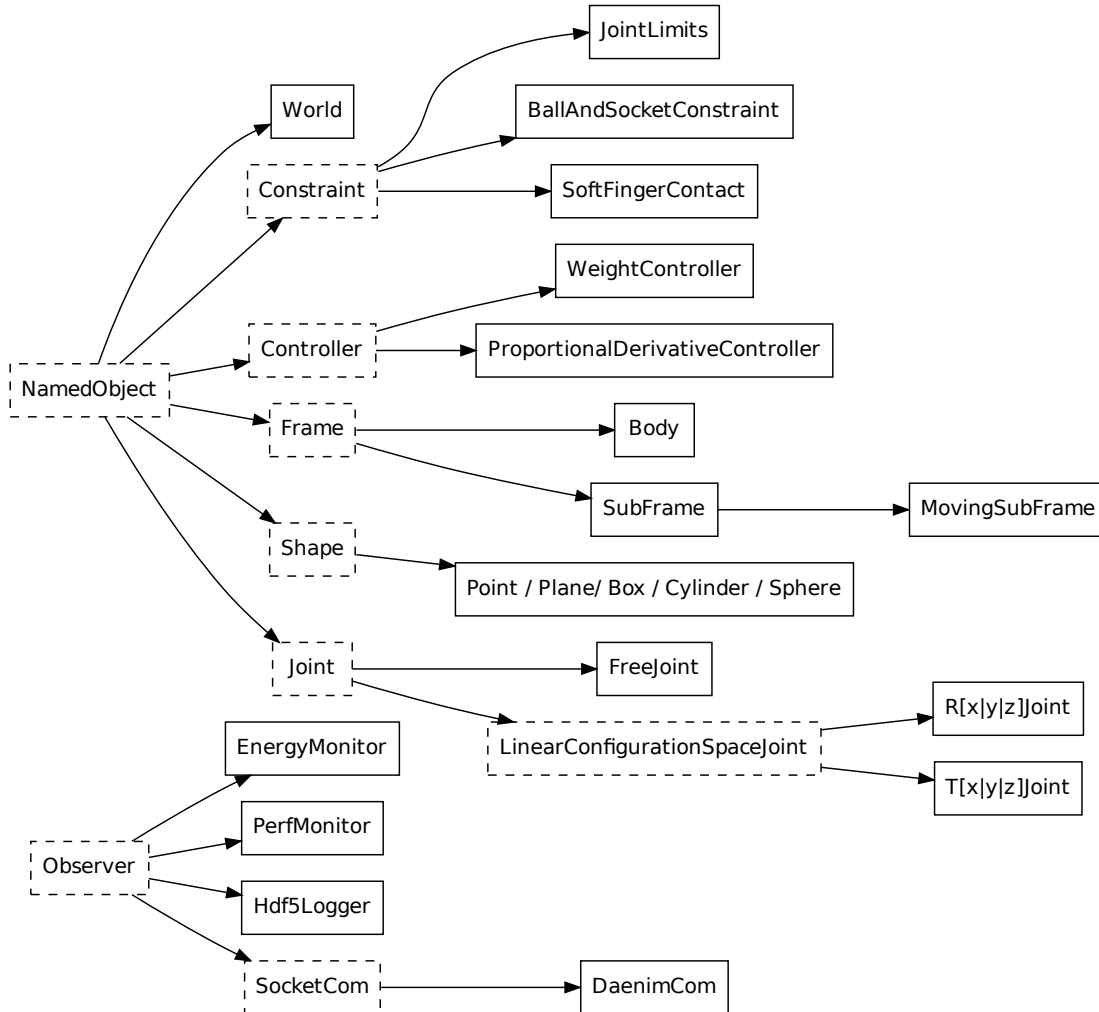 JointLimits
World
BallAndSocketConstraint
Constraint
SoftFingerContact
WeightController
Controller
ProportionalDerivativeController
NamedObject
Frame
Body
SubFrame
MovingSubFrame
Shape
Point / Plane/ Box / Cylinder / Sphere
Joint
FreeJoint
R[x|y|z]Joint
LinearConfigurationSpaceJoint
T[x|y|z]Joint
EnergyMonitor
PerfMonitor
Observer
Hdf5Logger
SocketCom
DaenimCom